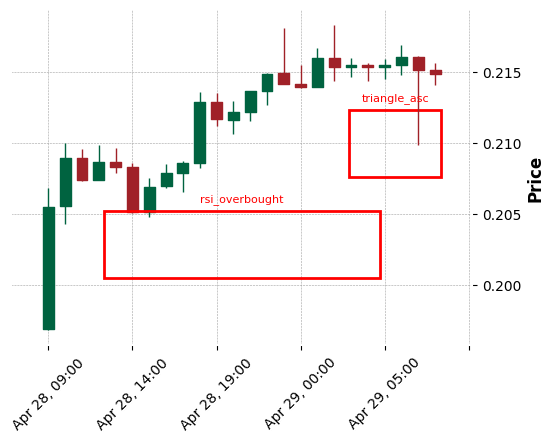 triangle_asc
rsi_overbought
0.215
0.210
0.205
0.200
Price
Apr 28, 09:00
Apr 28, 14:00
Apr 28, 19:00
Apr 29, 00:00
Apr 29, 05:00